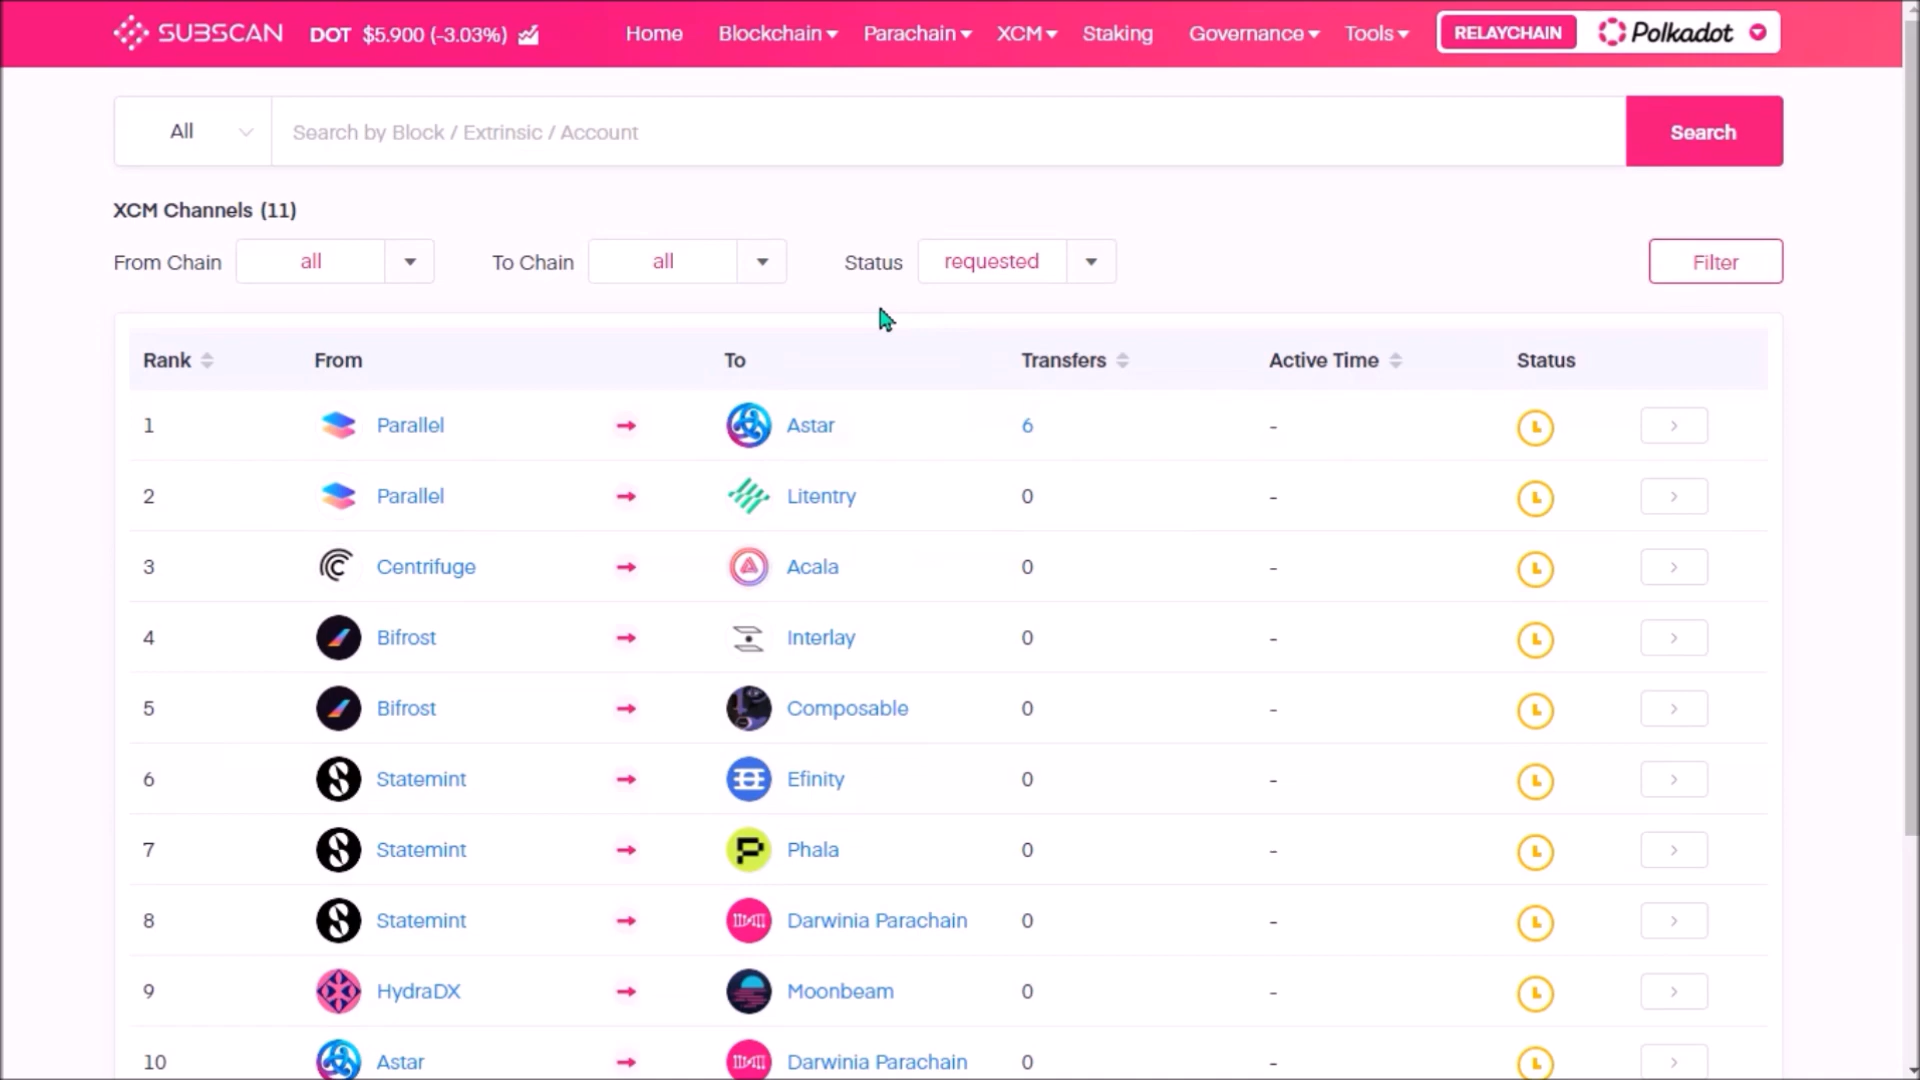 SUBSCAN DOT $5.900 (-3.03%) Home Blockchain Parachain XCM Staking Governance Tools RELAYCHAIN Polkadot
All Search by Block / Extrinsic / Account Search
XCM Channels (11)
From Chain all To Chain all Status requested Filter
Rank From To Transfers Active Time Status
1 Parallel Astar 6 -
2 Parallel Litentry 0 -
3 Centrifuge Acala 0 -
4 Bifrost Interlay 0 -
5 Bifrost Composable 0 -
6 Statemint Efinity 0 -
7 Statemint Phala 0 -
8 Statemint Darwinia Parachain 0 -
9 HydraDX Moonbeam 0 -
10 Astar Darwinia Parachain 0 -